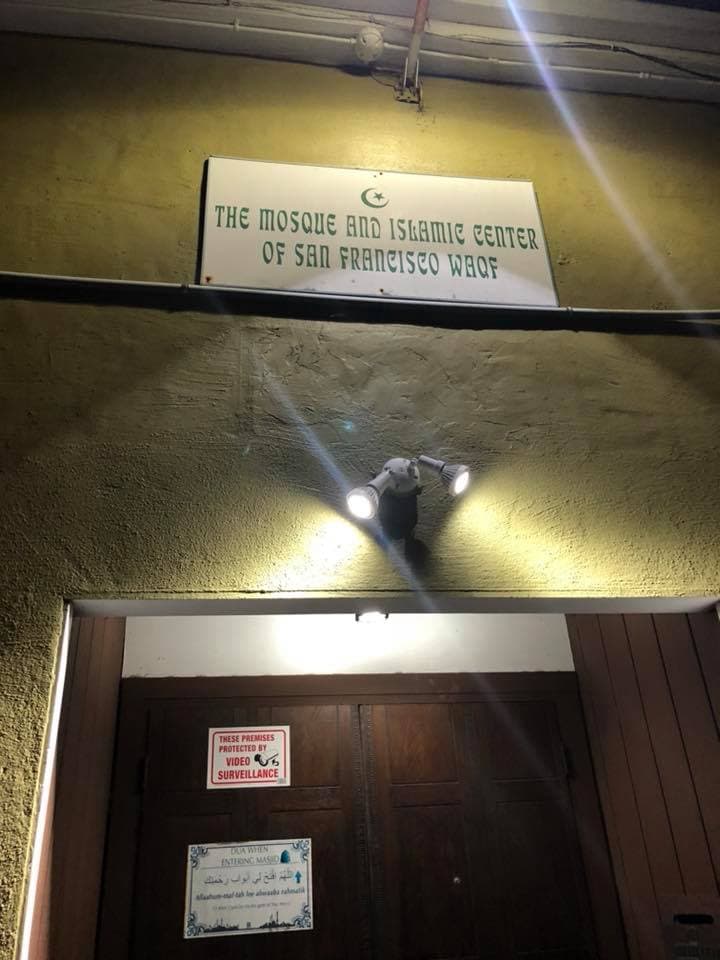 THE MOSQUE AND ISLAMIC CENTER
OF SAN FRANCISCO WAQF
THESE PREMISES
PROTECTED BY
VIDEO
SURVEILLANCE
DUA WHEN
ENTERING MASJID
اللّهُمَّ افْتَحْ لِي أَبْوَابَ رَحْمَتِكَ
Allaahum-maf-tah lee abwaaba rahmatik